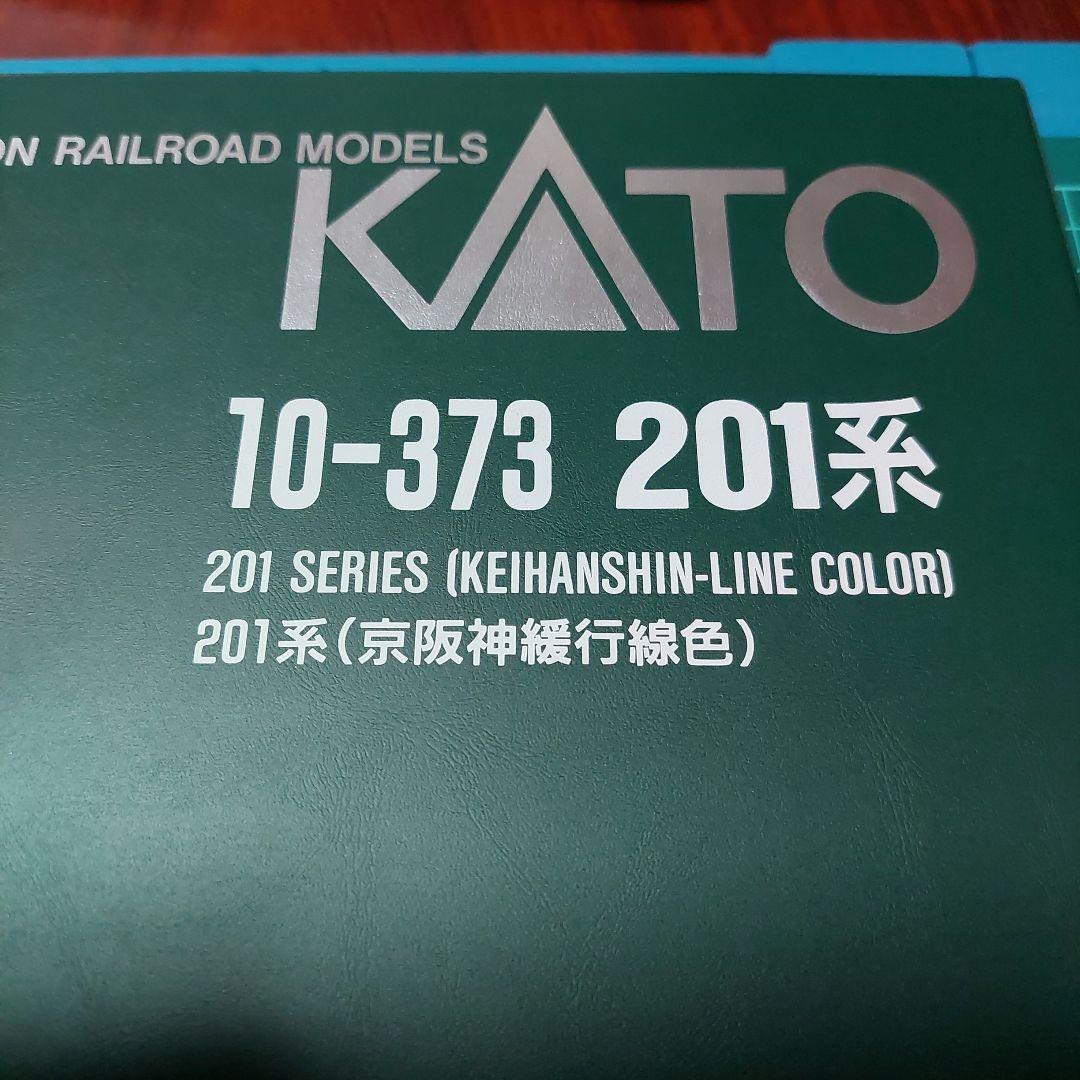 ON RAILROAD MODELS
KATO
10-373 201系
201 SERIES (KEIHANSHIN-LINE COLOR)
201系(京阪神緩行線色)